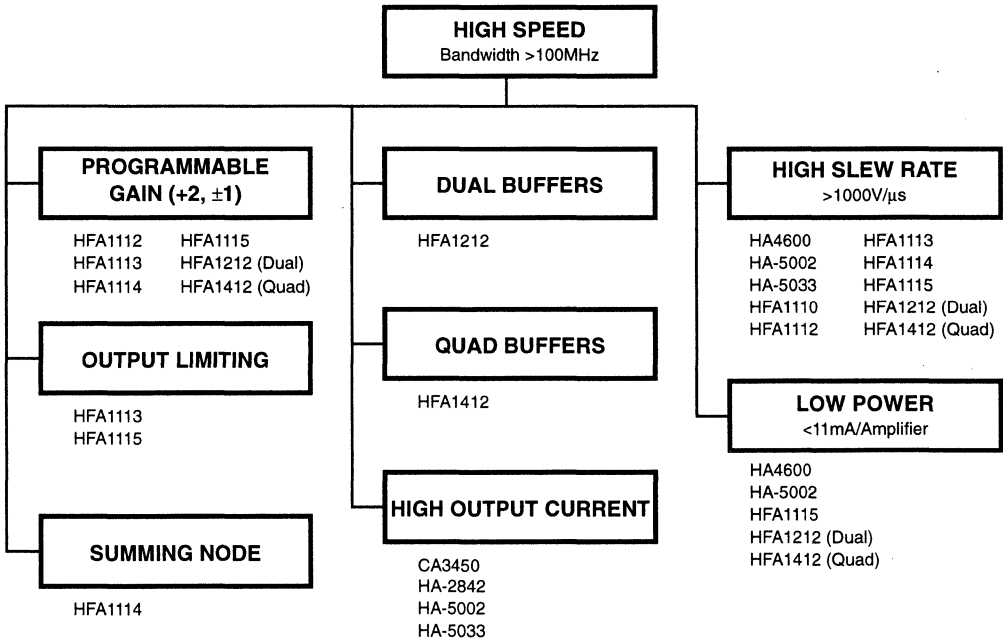 HIGH SPEED
Bandwidth >100MHz
PROGRAMMABLE
GAIN (+2, ±1)
HFA1112 HFA1115
HFA1113 HFA1212 (Dual)
HFA1114 HFA1412 (Quad)
OUTPUT LIMITING
HFA1113
HFA1115
SUMMING NODE
HFA1114
DUAL BUFFERS
HFA1212
QUAD BUFFERS
HFA1412
HIGH OUTPUT CURRENT
CA3450
HA-2842
HA-5002
HA-5033
HIGH SLEW RATE
>1000V/μs
HA4600 HFA1113
HA-5002 HFA1114
HA-5033 HFA1115
HFA1110 HFA1212 (Dual)
HFA1112 HFA1412 (Quad)
LOW POWER
<11mA/Amplifier
HA4600
HA-5002
HFA1115
HFA1212 (Dual)
HFA1412 (Quad)